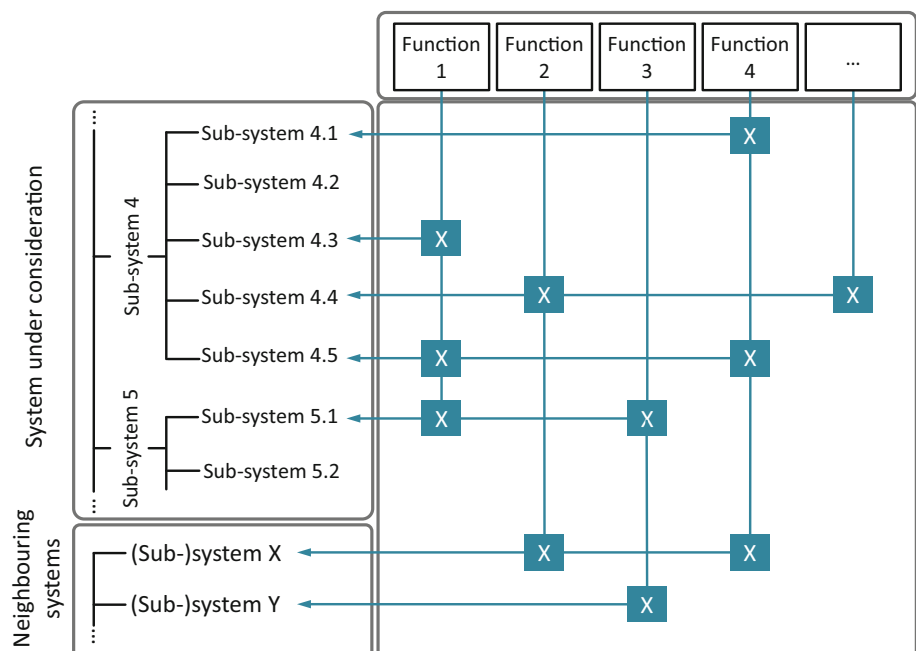 Function 1
Function 2
Function 3
Function 4
...
System under consideration
...
Sub-system 4
Sub-system 4.1
X
Sub-system 4.2
Sub-system 4.3
X
Sub-system 4.4
X
X
Sub-system 4.5
X
X
Sub-system 5
Sub-system 5.1
X
X
Sub-system 5.2
...
Neighbouring systems
(Sub-)system X
X
X
(Sub-)system Y
X
...